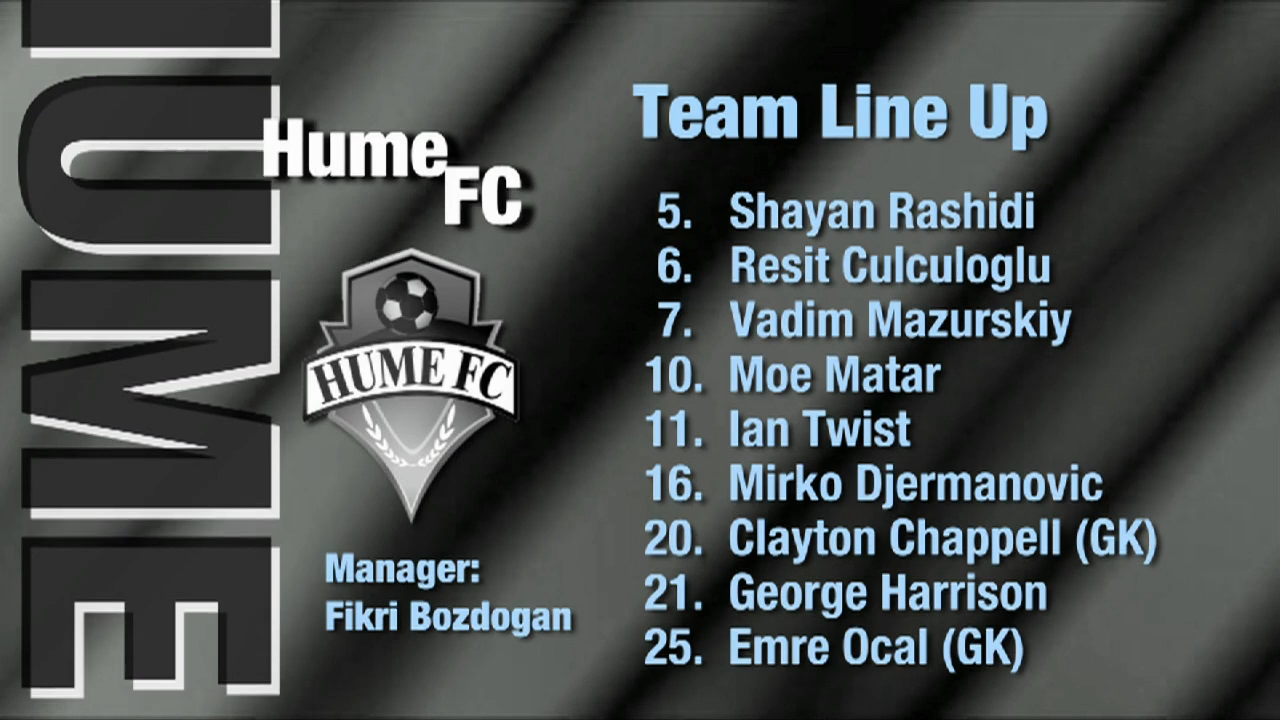 HUME
Hume
FC
HUME FC
Manager:
Fikri Bozdogan
Team Line Up
5. Shayan Rashidi
6. Resit Culculoglu
7. Vadim Mazurskiy
10. Moe Matar
11. Ian Twist
16. Mirko Djermanovic
20. Clayton Chappell (GK)
21. George Harrison
25. Emre Ocal (GK)